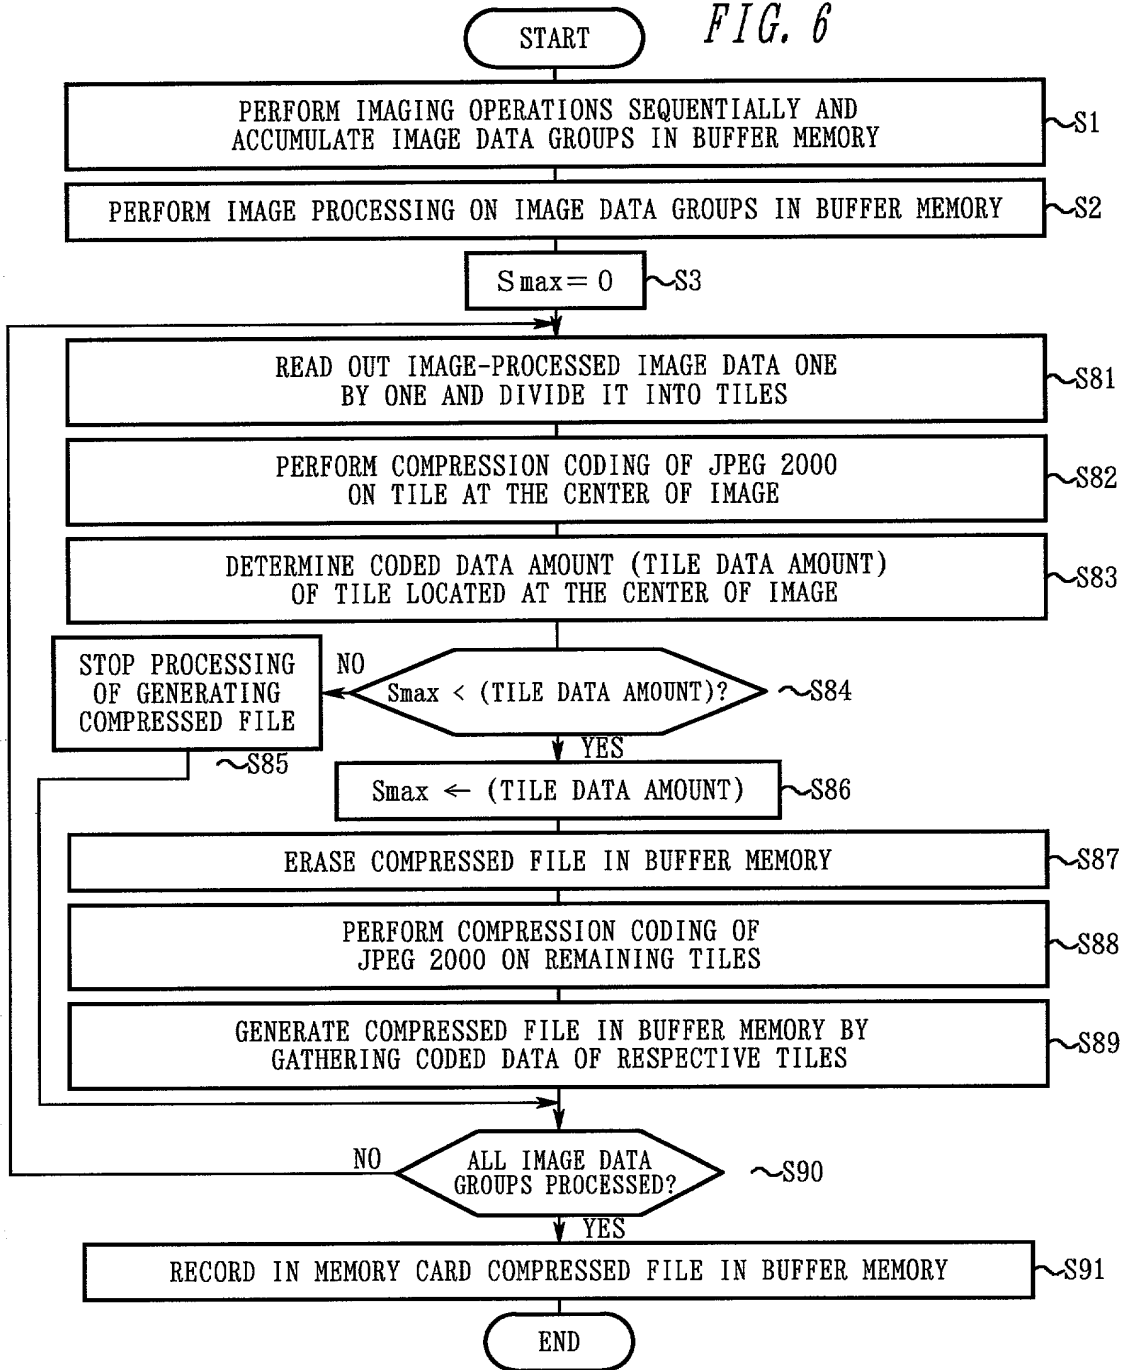 FIG. 6
START
PERFORM IMAGING OPERATIONS SEQUENTIALLY AND
ACCUMULATE IMAGE DATA GROUPS IN BUFFER MEMORY
S1
PERFORM IMAGE PROCESSING ON IMAGE DATA GROUPS IN BUFFER MEMORY
S2
Smax = 0
S3
READ OUT IMAGE-PROCESSED IMAGE DATA ONE
BY ONE AND DIVIDE IT INTO TILES
S81
PERFORM COMPRESSION CODING OF JPEG 2000
ON TILE AT THE CENTER OF IMAGE
S82
DETERMINE CODED DATA AMOUNT (TILE DATA AMOUNT)
OF TILE LOCATED AT THE CENTER OF IMAGE
S83
Smax < (TILE DATA AMOUNT)?
S84
NO
STOP PROCESSING
OF GENERATING
COMPRESSED FILE
S85
YES
Smax ← (TILE DATA AMOUNT)
S86
ERASE COMPRESSED FILE IN BUFFER MEMORY
S87
PERFORM COMPRESSION CODING OF
JPEG 2000 ON REMAINING TILES
S88
GENERATE COMPRESSED FILE IN BUFFER MEMORY BY
GATHERING CODED DATA OF RESPECTIVE TILES
S89
NO
ALL IMAGE DATA
GROUPS PROCESSED?
S90
YES
RECORD IN MEMORY CARD COMPRESSED FILE IN BUFFER MEMORY
S91
END